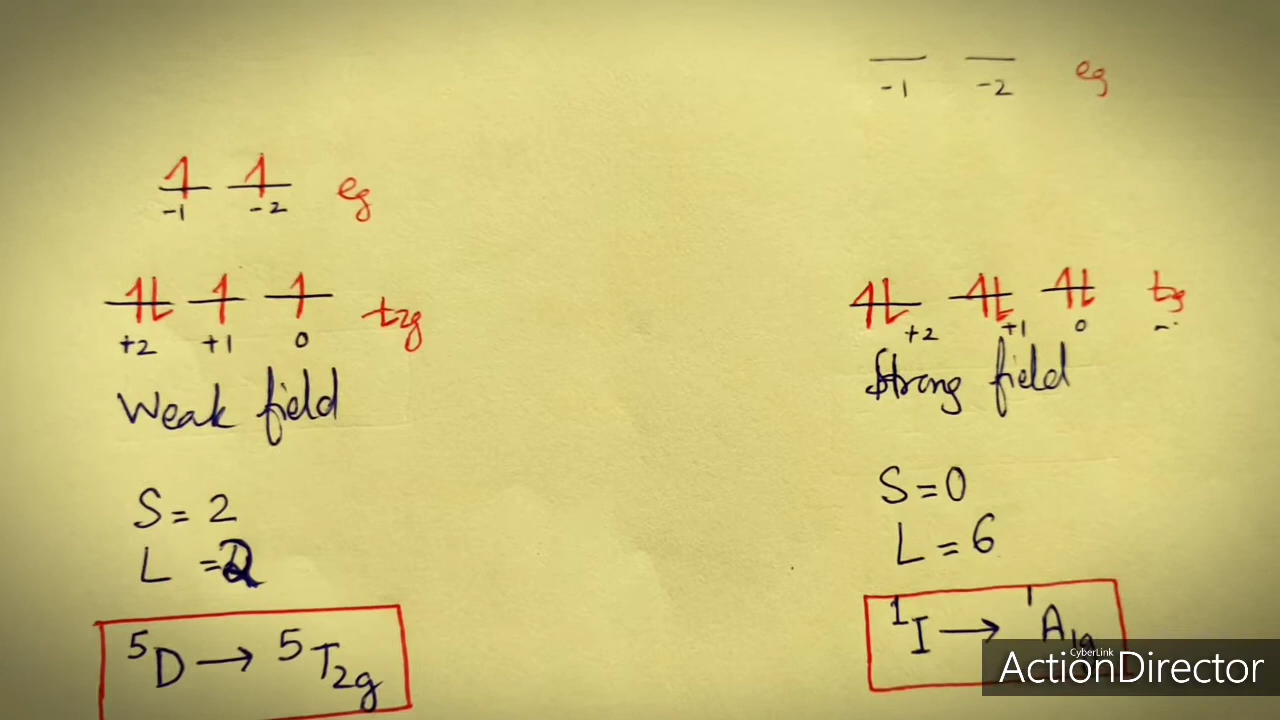 -1 -2 eg
eg
-1 -2
t2g
+2 +1 0
Weak field
S = 2
L = 2
⁵D → ⁵T₂g
+2 +1 0
Strong field
S = 0
L = 6
¹I → ¹A₁g
CyberLink
ActionDirector